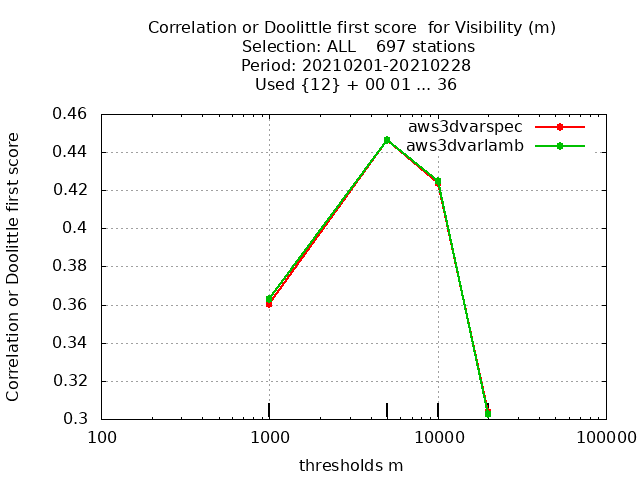 Correlation or Doolittle first score  for Visibility (m)
Selection: ALL    697 stations
Period: 20210201-20210228
Used {12} + 00 01 ... 36
aws3dvarspec
aws3dvarlamb
Correlation or Doolittle first score
0.46
0.44
0.42
0.4
0.38
0.36
0.34
0.32
0.3
100
1000
10000
100000
thresholds m